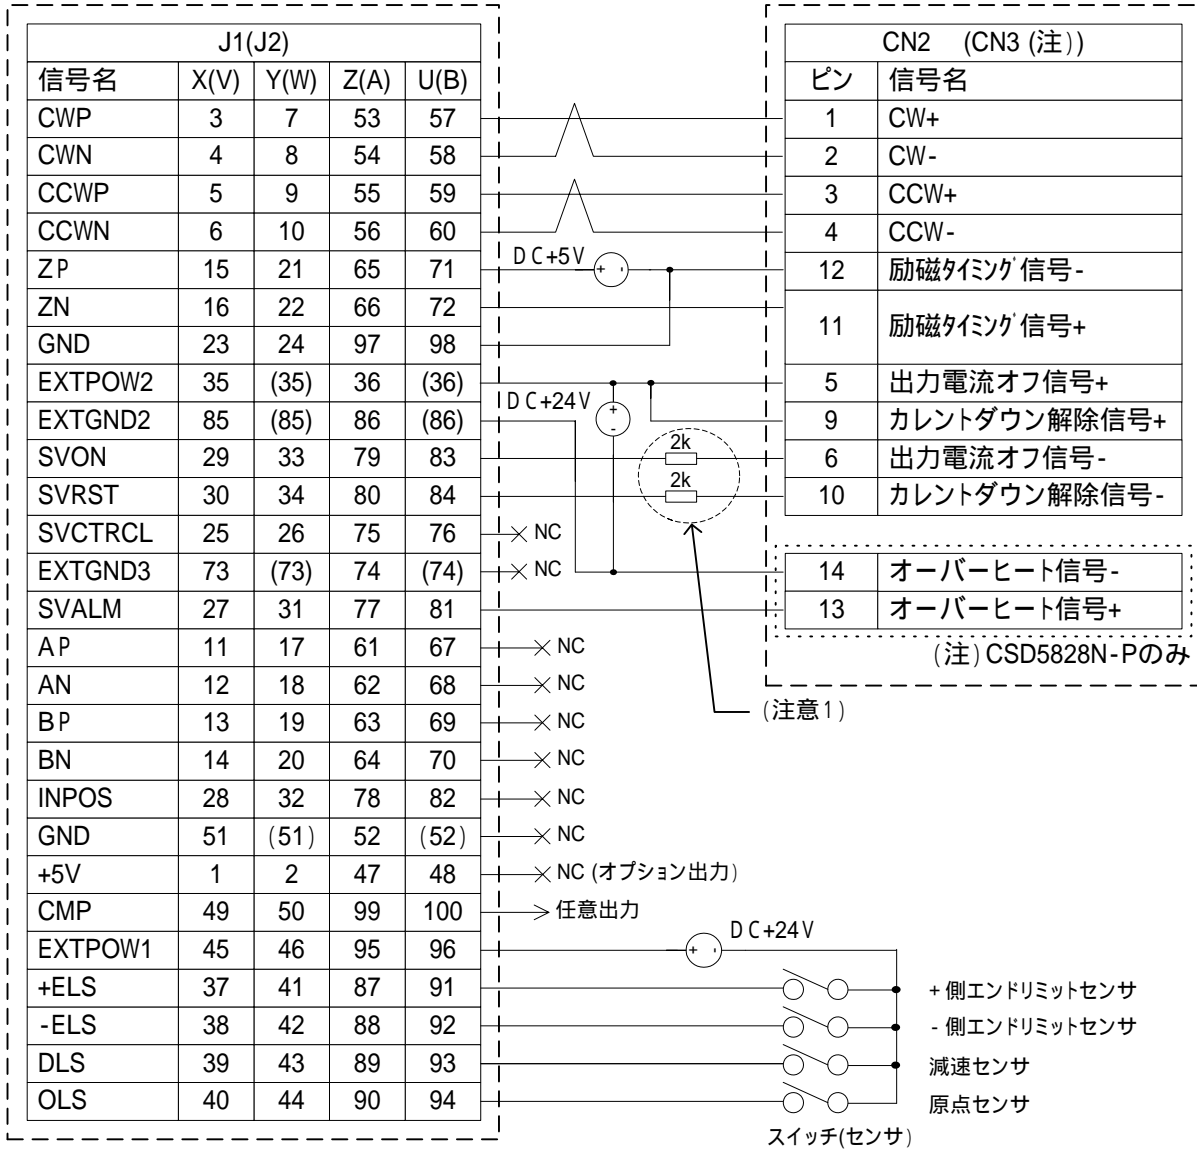 J1(J2)
信号名 X(V) Y(W) Z(A) U(B)
CWP 3 7 53 57
CWN 4 8 54 58
CCWP 5 9 55 59
CCWN 6 10 56 60
ZP 15 21 65 71
ZN 16 22 66 72
GND 23 24 97 98
EXTPOW2 35 (35) 36 (36)
EXTGND2 85 (85) 86 (86)
SVON 29 33 79 83
SVRST 30 34 80 84
SVCTRCL 25 26 75 76
EXTGND3 73 (73) 74 (74)
SVALM 27 31 77 81
AP 11 17 61 67
AN 12 18 62 68
BP 13 19 63 69
BN 14 20 64 70
INPOS 28 32 78 82
GND 51 (51) 52 (52)
+5V 1 2 47 48
CMP 49 50 99 100
EXTPOW1 45 46 95 96
+ELS 37 41 87 91
-ELS 38 42 88 92
DLS 39 43 89 93
OLS 40 44 90 94
DC+5V
+ -
DC+24V
+
-
2k
2k
NC
NC
NC
NC
NC
NC
NC
NC
NC (オプション出力)
任意出力
(注意1)
DC+24V
+ -
+側エンドリミットセンサ
-側エンドリミットセンサ
減速センサ
原点センサ
スイッチ(センサ)
CN2 (CN3 (注))
ピン 信号名
1 CW+
2 CW-
3 CCW+
4 CCW-
12 励磁ﾀｲﾐﾝｸﾞ信号-
11 励磁ﾀｲﾐﾝｸﾞ信号+
5 出力電流オフ信号+
9 カレントダウン解除信号+
6 出力電流オフ信号-
10 カレントダウン解除信号-
14 オーバーヒート信号-
13 オーバーヒート信号+
(注) CSD5828N-Pのみ